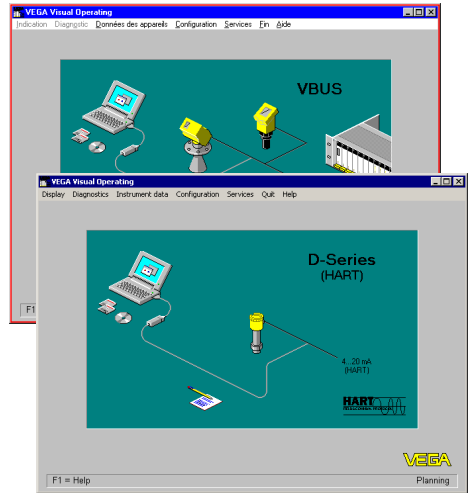 VEGA Visual Operating
Indication Diagnostic Données des appareils Configuration Services Fin Aide
VBUS
F1
VEGA Visual Operating
Display Diagnostics Instrument data Configuration Services Quit Help
D-Series
(HART)
4...20 mA
(HART)
HART
VEGA
F1 = Help
Planning